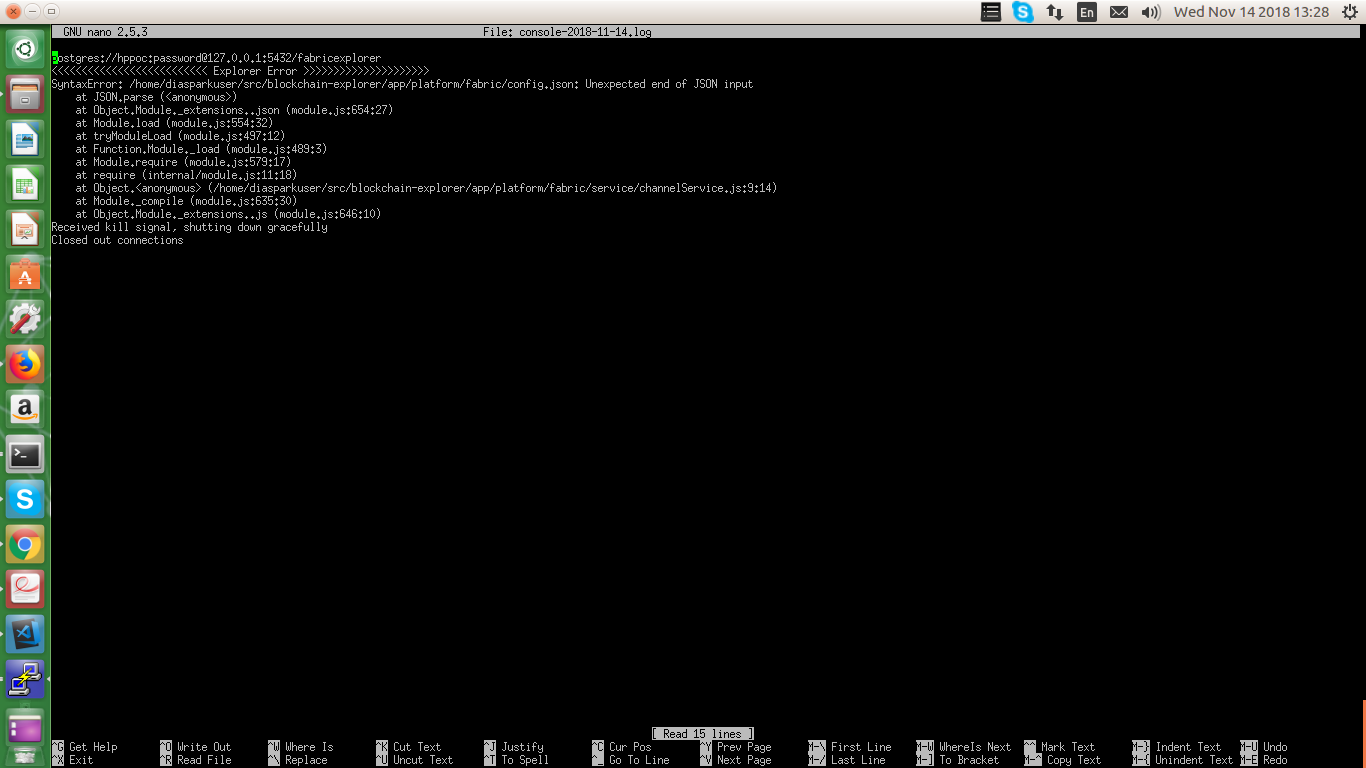 En
Wed Nov 14 2018 13:28
GNU nano 2.5.3 File: console-2018-11-14.log
postgres://hppoc:password@127.0.0.1:5432/fabricexplorer
<<<<<<<<<<<<<<<<<<<<<<<<<< Explorer Error >>>>>>>>>>>>>>>>>>>>>
SyntaxError: /home/diasparkuser/src/blockchain-explorer/app/platform/fabric/config.json: Unexpected end of JSON input
    at JSON.parse (<anonymous>)
    at Object.Module._extensions..json (module.js:654:27)
    at Module.load (module.js:554:32)
    at tryModuleLoad (module.js:497:12)
    at Function.Module._load (module.js:489:3)
    at Module.require (module.js:579:17)
    at require (internal/module.js:11:18)
    at Object.<anonymous> (/home/diasparkuser/src/blockchain-explorer/app/platform/fabric/service/channelService.js:9:14)
    at Module._compile (module.js:635:30)
    at Object.Module._extensions..js (module.js:646:10)
Received kill signal, shutting down gracefully
Closed out connections
[ Read 15 lines ]
^G Get Help ^O Write Out ^W Where Is ^K Cut Text ^J Justify ^C Cur Pos ^Y Prev Page M-\ First Line M-W WhereIs Next ^^ Mark Text M-} Indent Text M-U Undo
^X Exit ^R Read File ^\ Replace ^U Uncut Text ^T To Spell ^_ Go To Line ^V Next Page M-/ Last Line M-] To Bracket M-^ Copy Text M-{ Unindent Text M-E Redo